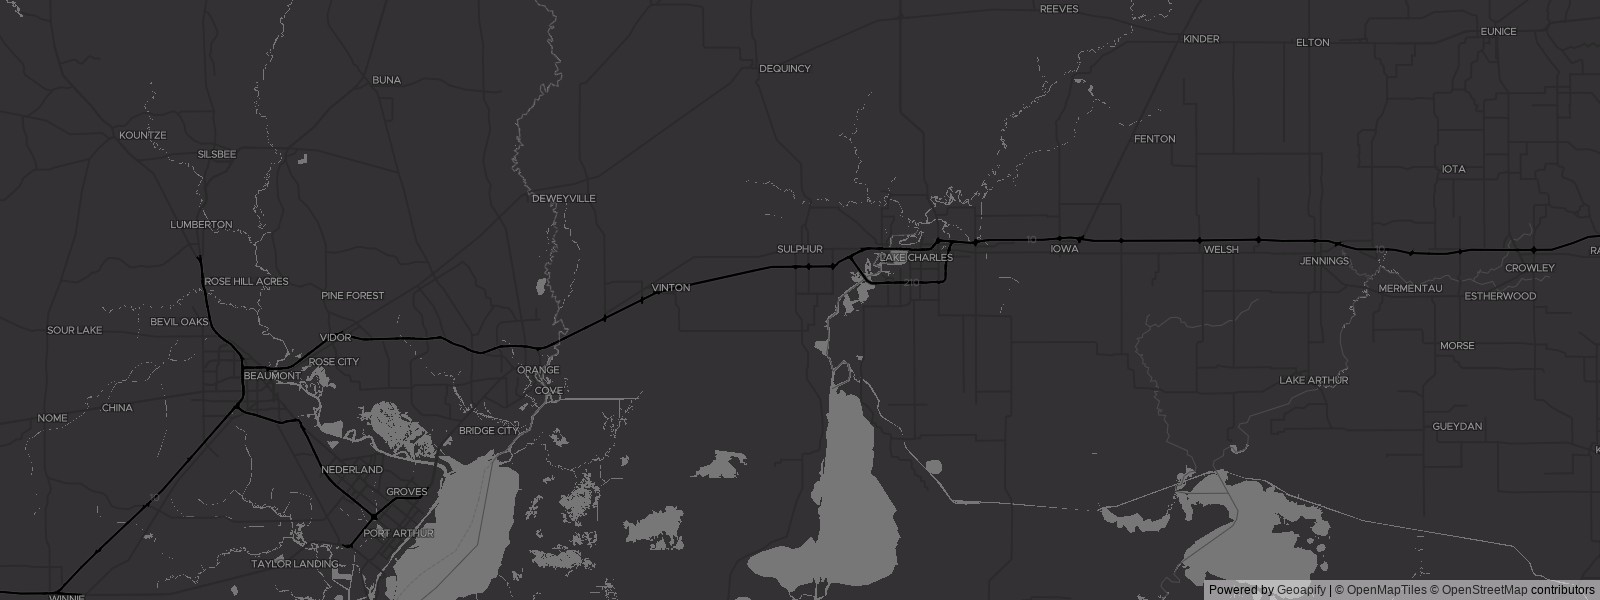 REEVES
EUNICE
KINDER
ELTON
DEQUINCY
BUNA
KOUNTZE
FENTON
SILSBEE
IOTA
DEWEYVILLE
LUMBERTON
10
SULPHUR
IOWA
WELSH
10
LAKE CHARLES
JENNINGS
CROWLEY
ROSE HILL ACRES
210
VINTON
MERMENTAU
PINE FOREST
ESTHERWOOD
BEVIL OAKS
SOUR LAKE
VIDOR
MORSE
ROSE CITY
ORANGE
BEAUMONT
LAKE ARTHUR
COVE
CHINA
NOME
GUEYDAN
BRIDGE CITY
NEDERLAND
GROVES
10
PORT ARTHUR
TAYLOR LANDING
WINNIE
Powered by Geoapify | © OpenMapTiles © OpenStreetMap contributors